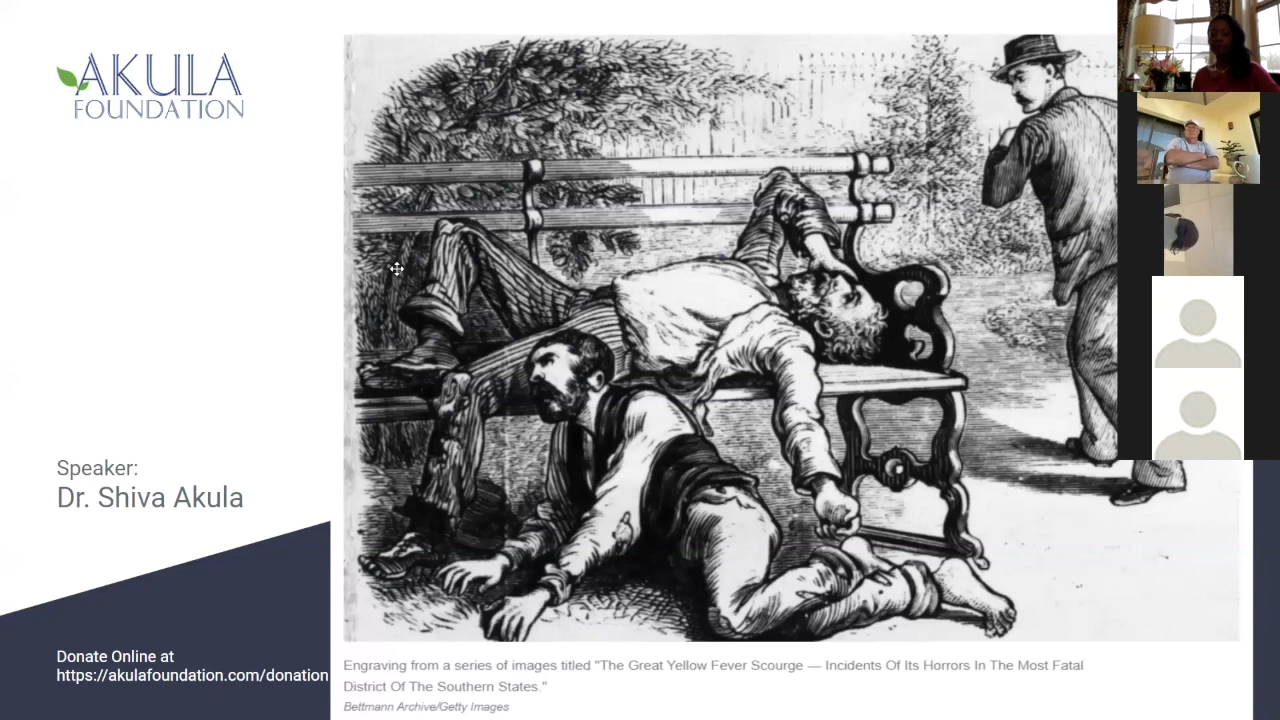 AKULA
FOUNDATION
Speaker:
Dr. Shiva Akula
Donate Online at
https://akulafoundation.com/donation
Engraving from a series of images titled "The Great Yellow Fever Scourge — Incidents Of Its Horrors In The Most Fatal
District Of The Southern States."
Bettmann Archive/Getty Images